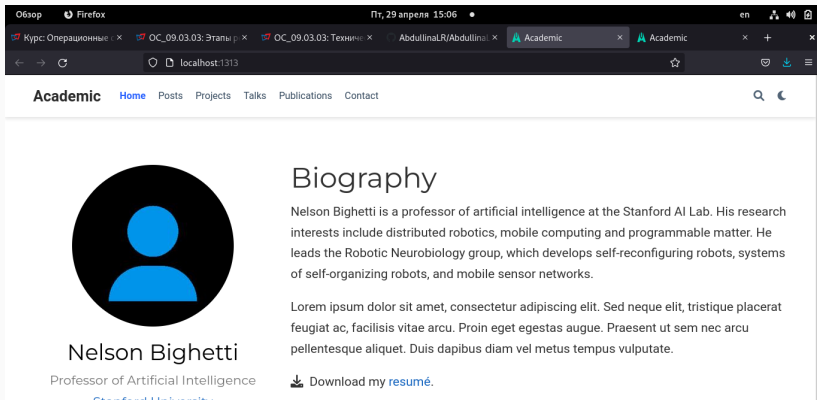 Обзор Firefox Пт, 29 апреля 15:06 en
Курс: Операционные с OC_09.03.03: Этапы р OC_09.03.03: Техниче AbdullinaLR/Abdullinal Academic Academic
localhost:1313
Academic Home Posts Projects Talks Publications Contact
Biography
Nelson Bighetti is a professor of artificial intelligence at the Stanford AI Lab. His research
interests include distributed robotics, mobile computing and programmable matter. He
leads the Robotic Neurobiology group, which develops self-reconfiguring robots, systems
of self-organizing robots, and mobile sensor networks.
Lorem ipsum dolor sit amet, consectetur adipiscing elit. Sed neque elit, tristique placerat
feugiat ac, facilisis vitae arcu. Proin eget egestas augue. Praesent ut sem nec arcu
pellentesque aliquet. Duis dapibus diam vel metus tempus vulputate.
Download my resumé.
Nelson Bighetti
Professor of Artificial Intelligence
Stanford University